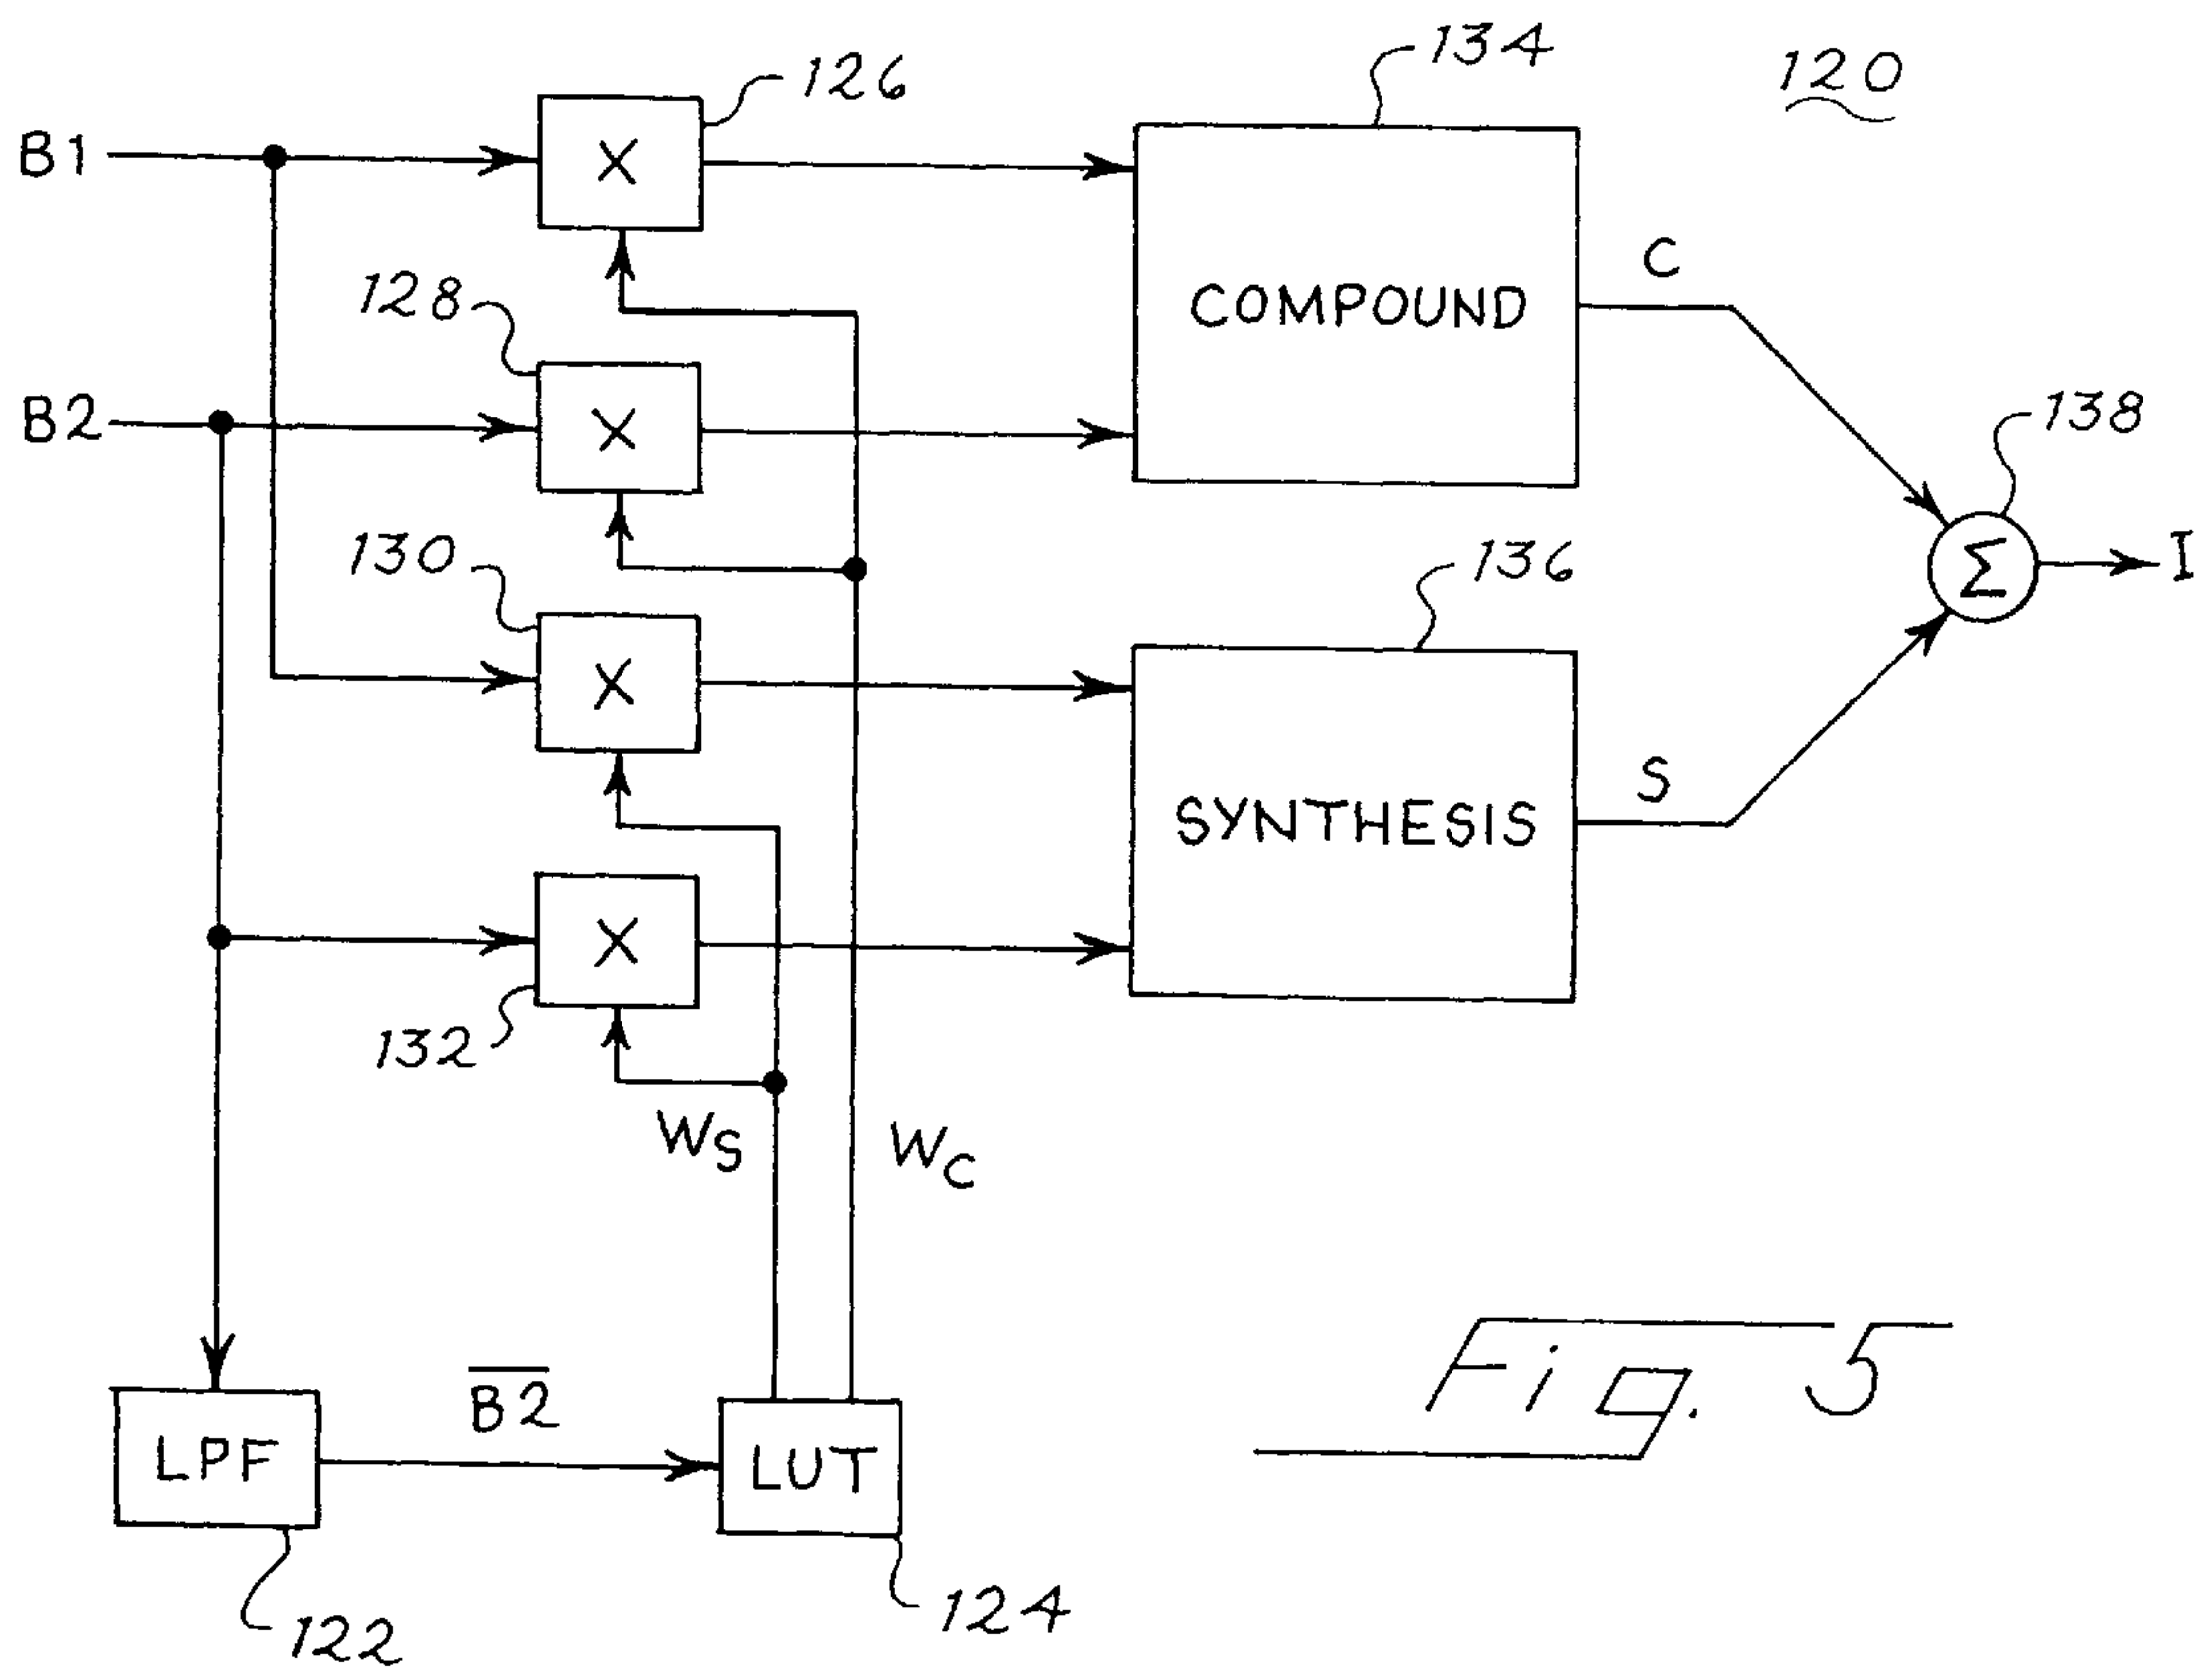 134
120
126
B1
X
C
COMPOUND
128
B2
X
138
130
136
Σ
I
X
S
SYNTHESIS
X
132
WS
WC
B2
LPF
LUT
Fig. 5
124
122